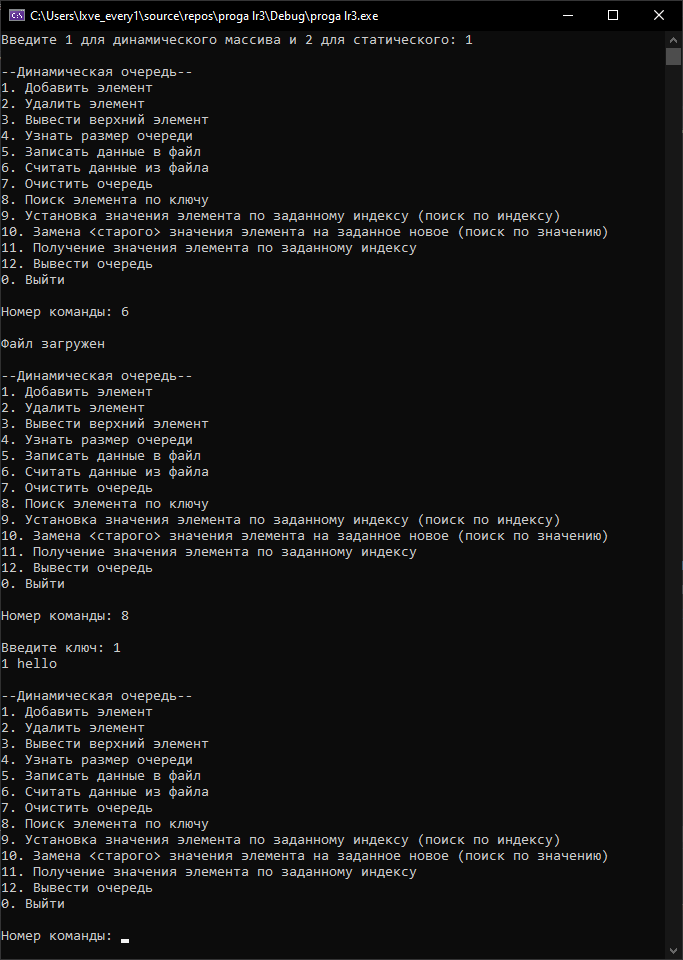 C:\Users\lxve_every1\source\repos\proga lr3\Debug\proga lr3.exe
Введите 1 для динамического массива и 2 для статического: 1
--Динамическая очередь--
1. Добавить элемент
2. Удалить элемент
3. Вывести верхний элемент
4. Узнать размер очереди
5. Записать данные в файл
6. Считать данные из файла
7. Очистить очередь
8. Поиск элемента по ключу
9. Установка значения элемента по заданному индексу (поиск по индексу)
10. Замена <старого> значения элемента на заданное новое (поиск по значению)
11. Получение значения элемента по заданному индексу
12. Вывести очередь
0. Выйти
Номер команды: 6
Файл загружен
--Динамическая очередь--
1. Добавить элемент
2. Удалить элемент
3. Вывести верхний элемент
4. Узнать размер очереди
5. Записать данные в файл
6. Считать данные из файла
7. Очистить очередь
8. Поиск элемента по ключу
9. Установка значения элемента по заданному индексу (поиск по индексу)
10. Замена <старого> значения элемента на заданное новое (поиск по значению)
11. Получение значения элемента по заданному индексу
12. Вывести очередь
0. Выйти
Номер команды: 8
Введите ключ: 1
1 hello
--Динамическая очередь--
1. Добавить элемент
2. Удалить элемент
3. Вывести верхний элемент
4. Узнать размер очереди
5. Записать данные в файл
6. Считать данные из файла
7. Очистить очередь
8. Поиск элемента по ключу
9. Установка значения элемента по заданному индексу (поиск по индексу)
10. Замена <старого> значения элемента на заданное новое (поиск по значению)
11. Получение значения элемента по заданному индексу
12. Вывести очередь
0. Выйти
Номер команды: